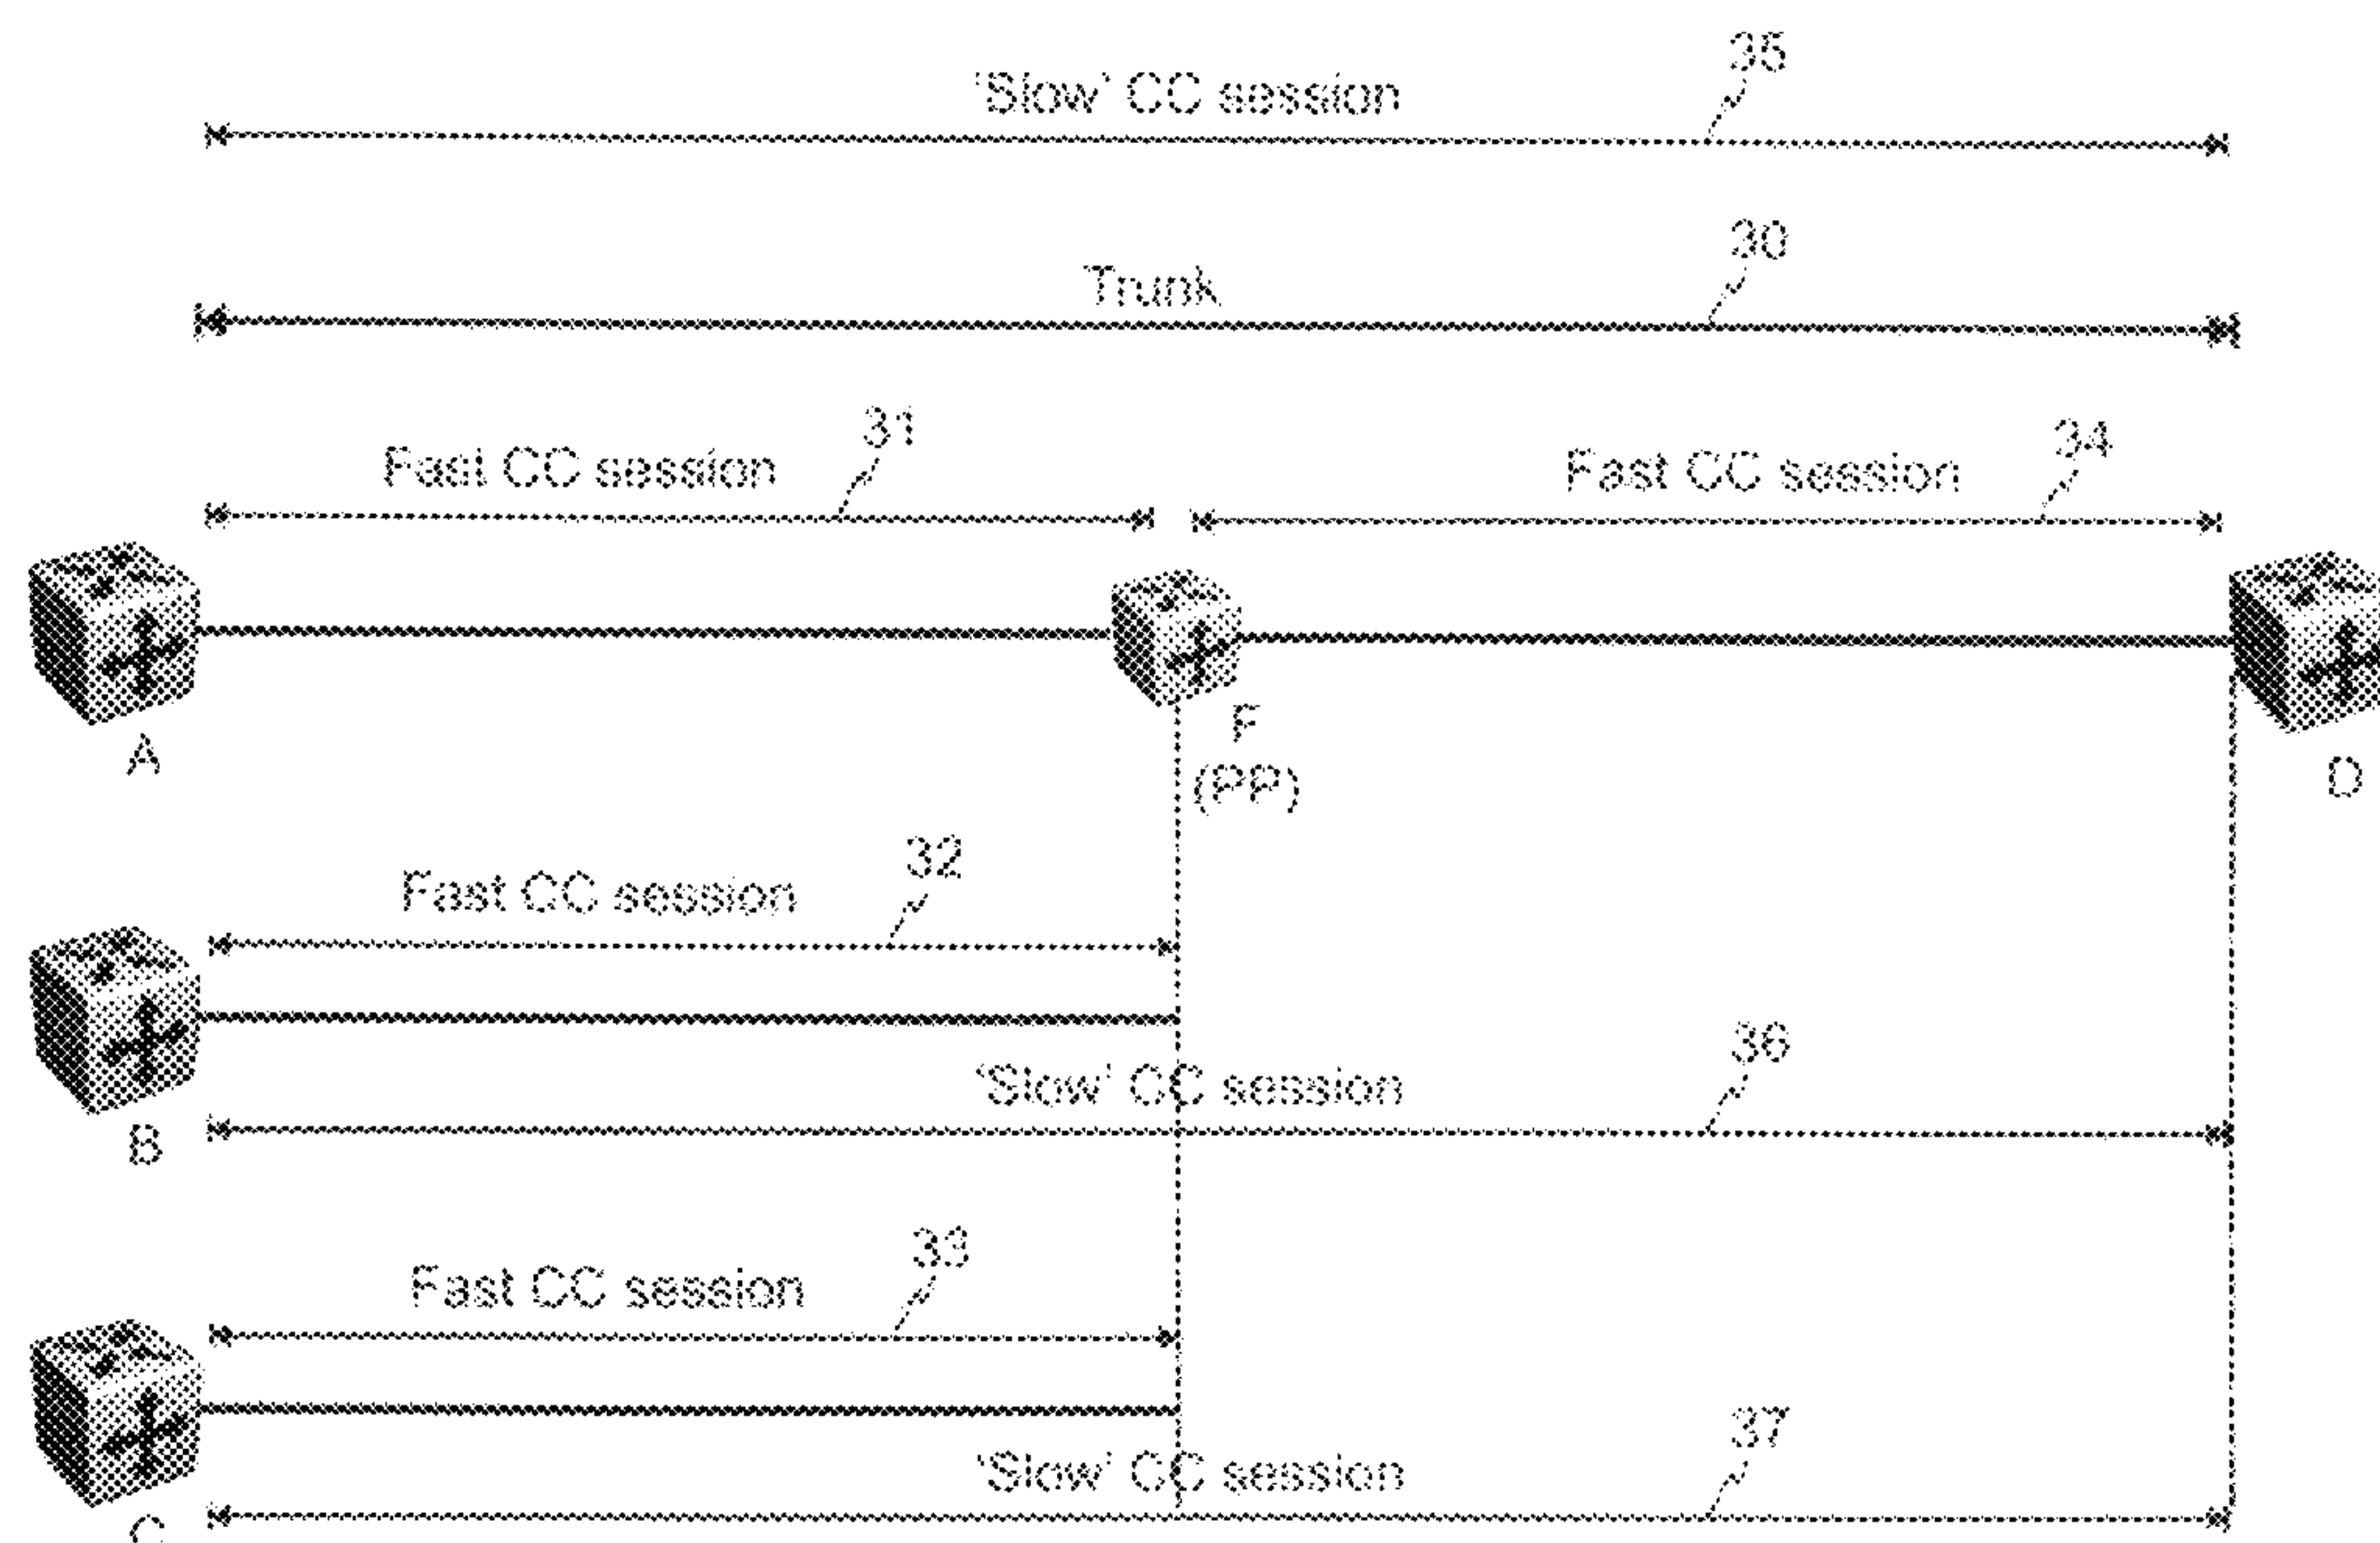 35
'Slow' CC session
30
Trunk
31
34
Fast CC session
Fast CC session
F
A
(PP)
D
32
Fast CC session
36
'Slow' CC session
B
33
Fast CC session
37
'Slow' CC session
C